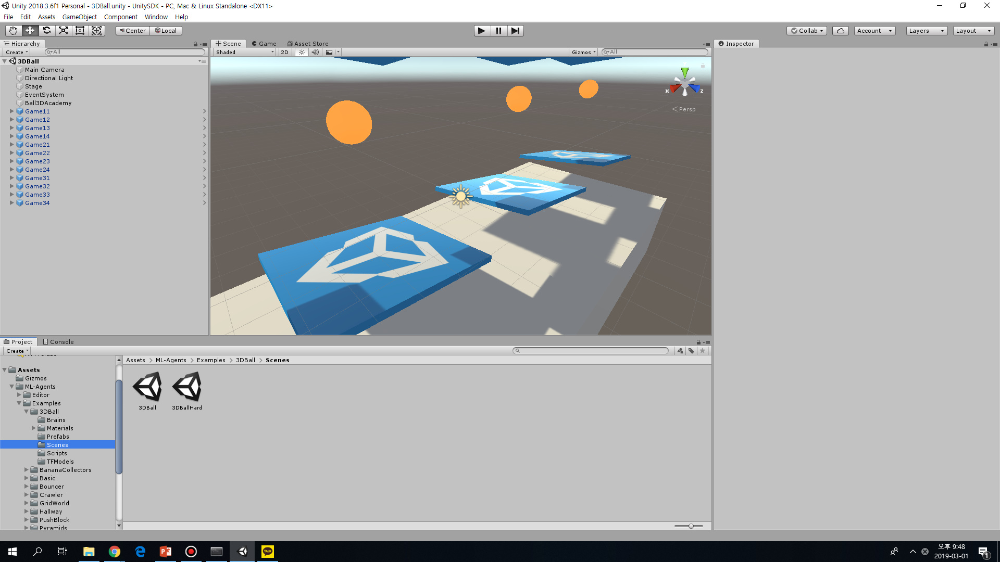 Unity 2018.3.6f1 Personal - 3DBall.unity - UnitySDK - PC, Mac & Linux Standalone <DX11>
File Edit Assets GameObject Component Window Help
Center Local Collab Account Layers Layout
Hierarchy
Create All
3DBall
Main Camera
Directional Light
Stage
EventSystem
Ball3DAcademy
Game11
Game12
Game13
Game14
Game21
Game22
Game23
Game24
Game31
Game32
Game33
Game34
Scene Game Asset Store
Shaded 2D Gizmos All
x z
Persp
Inspector
Project Console
Create
Assets
Gizmos
ML-Agents
Editor
Examples
3DBall
Brains
Materials
Prefabs
Scenes
Scripts
TFModels
BananaCollectors
Basic
Bouncer
Crawler
GridWorld
Hallway
PushBlock
Pyramids
Assets > ML-Agents > Examples > 3DBall > Scenes
3DBall 3DBallHard
TALK
오후 9:48
2019-03-01
1